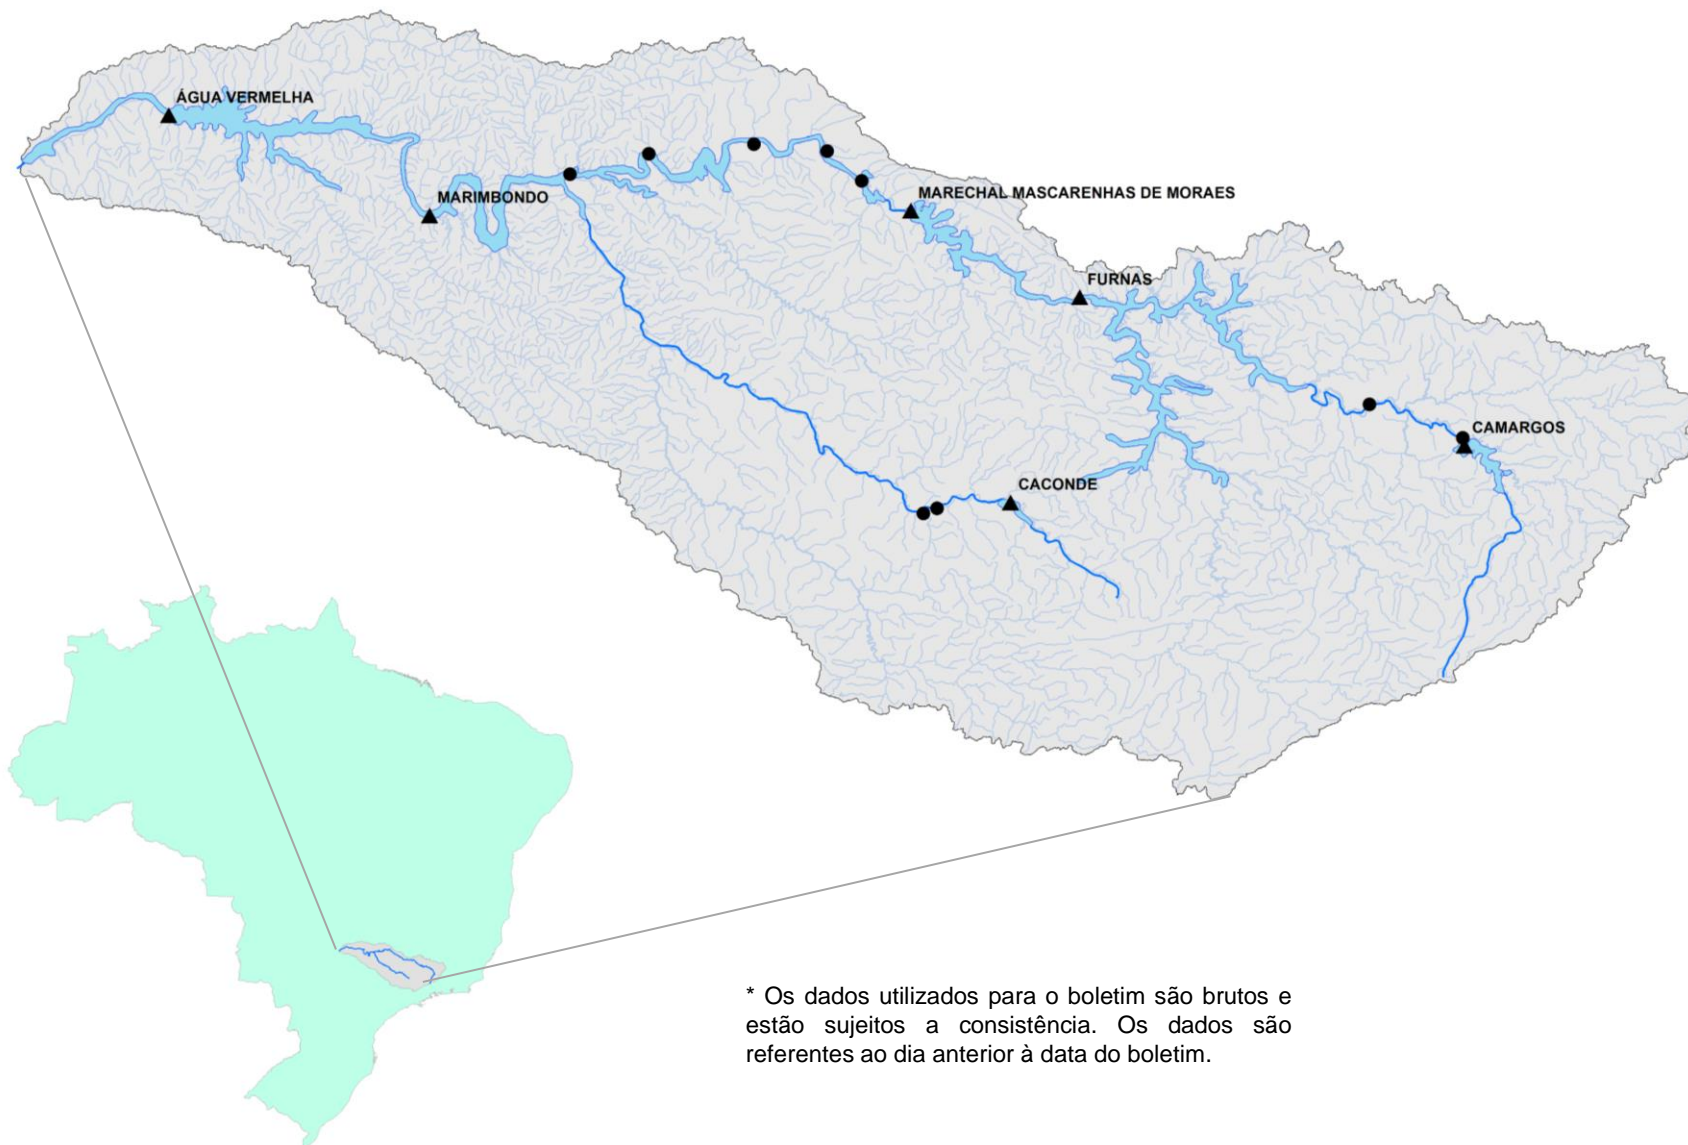 ÁGUA VERMELHA
MARIMBONDO
MARECHAL MASCARENHAS DE MORAES
FURNAS
CAMARGOS
CACONDE
* Os dados utilizados para o boletim são brutos e
estão sujeitos a consistência. Os dados são
referentes ao dia anterior à data do boletim.